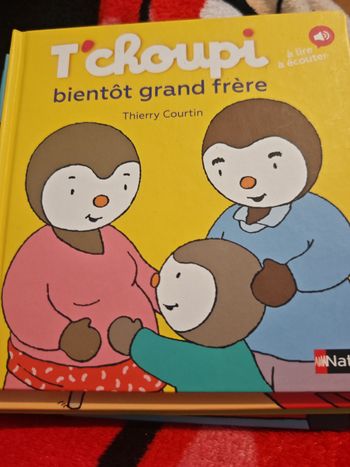 T'choupi
à lire
à écouter
bientôt grand frère
Thierry Courtin
Nat